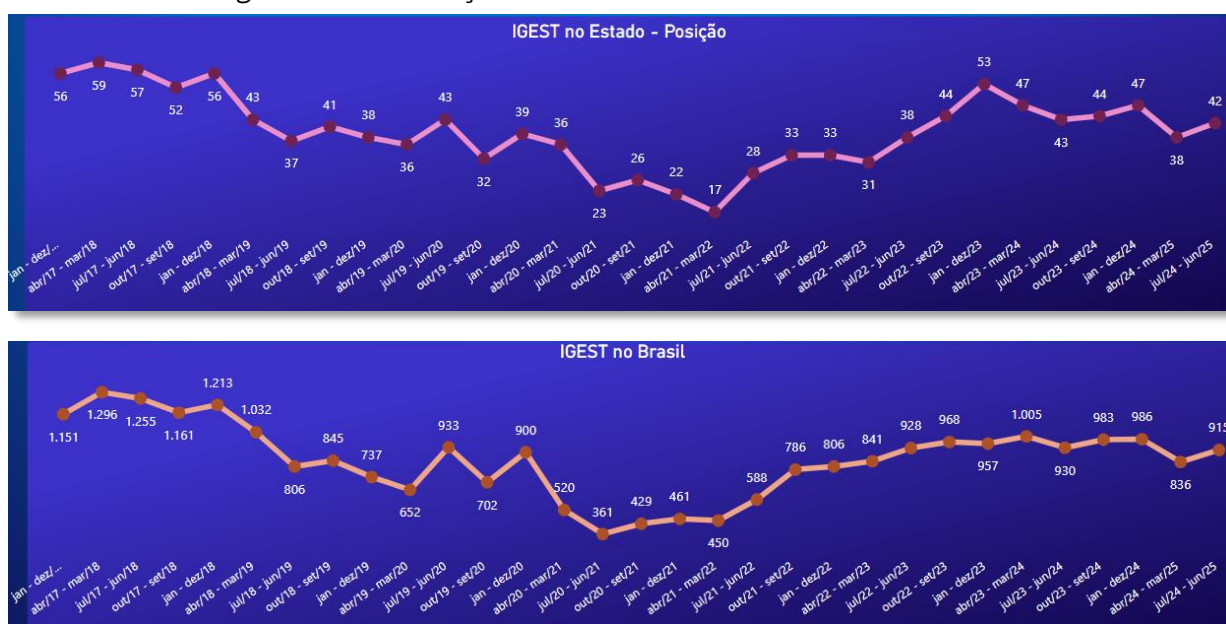 IGEST no Estado - Posição
56 59 57 52 56 43 37 41 38 36 43 32 39 36 23 26 22 17 28 33 33 31 38 44 53 47 43 44 47 38 42
jan - dez/... abr/17 - mar/18 jul/17 - jun/18 out/17 - set/18 jan - dez/18 abr/18 - mar/19 jul/18 - jun/19 out/18 - set/19 jan - dez/19 abr/19 - mar/20 jul/19 - jun/20 out/19 - set/20 jan - dez/20 abr/20 - mar/21 jul/20 - jun/21 out/20 - set/21 jan - dez/21 abr/21 - mar/22 jul/21 - jun/22 out/21 - set/22 jan - dez/22 abr/22 - mar/23 jul/22 - jun/23 out/22 - set/23 jan - dez/23 abr/23 - mar/24 jul/23 - jun/24 out/23 - set/24 jan - dez/24 abr/24 - mar/25 jul/24 - jun/25
IGEST no Brasil
1.151 1.296 1.255 1.161 1.213 1.032 806 845 737 652 933 702 900 520 361 429 461 450 588 786 806 841 928 968 957 1.005 930 983 986 836 915
jan - dez/... abr/17 - mar/18 jul/17 - jun/18 out/17 - set/18 jan - dez/18 abr/18 - mar/19 jul/18 - jun/19 out/18 - set/19 jan - dez/19 abr/19 - mar/20 jul/19 - jun/20 out/19 - set/20 jan - dez/20 abr/20 - mar/21 jul/20 - jun/21 out/20 - set/21 jan - dez/21 abr/21 - mar/22 jul/21 - jun/22 out/21 - set/22 jan - dez/22 abr/22 - mar/23 jul/22 - jun/23 out/22 - set/23 jan - dez/23 abr/23 - mar/24 jul/23 - jun/24 out/23 - set/24 jan - dez/24 abr/24 - mar/25 jul/24 - jun/25